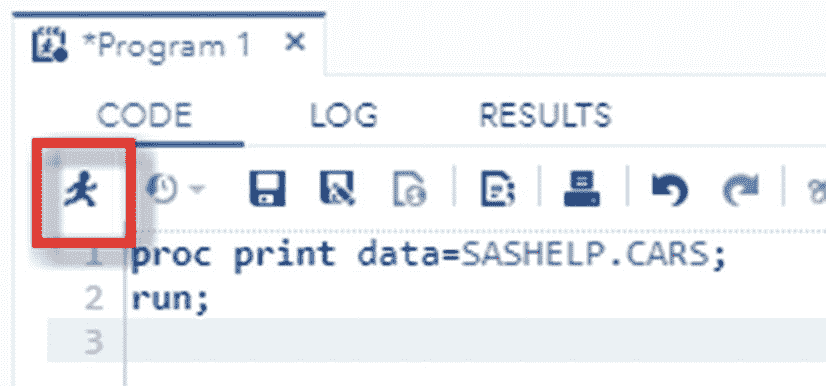 *Program 1
CODE LOG RESULTS
1 proc print data=SASHELP.CARS;
2 run;
3